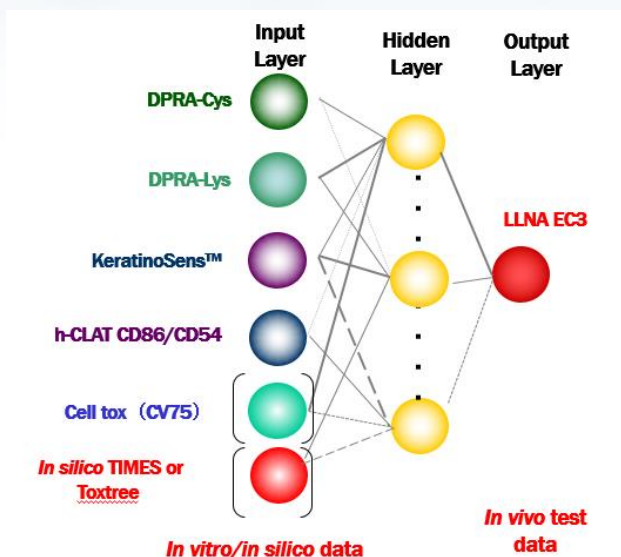 Input
Layer
Hidden
Layer
Output
Layer
DPRA-Cys
DPRA-Lys
KeratinoSens™
h-CLAT CD86/CD54
Cell tox（CV75）
In silico TIMES or
Toxtree
LLNA EC3
In vitro/in silico data
In vivo test
data